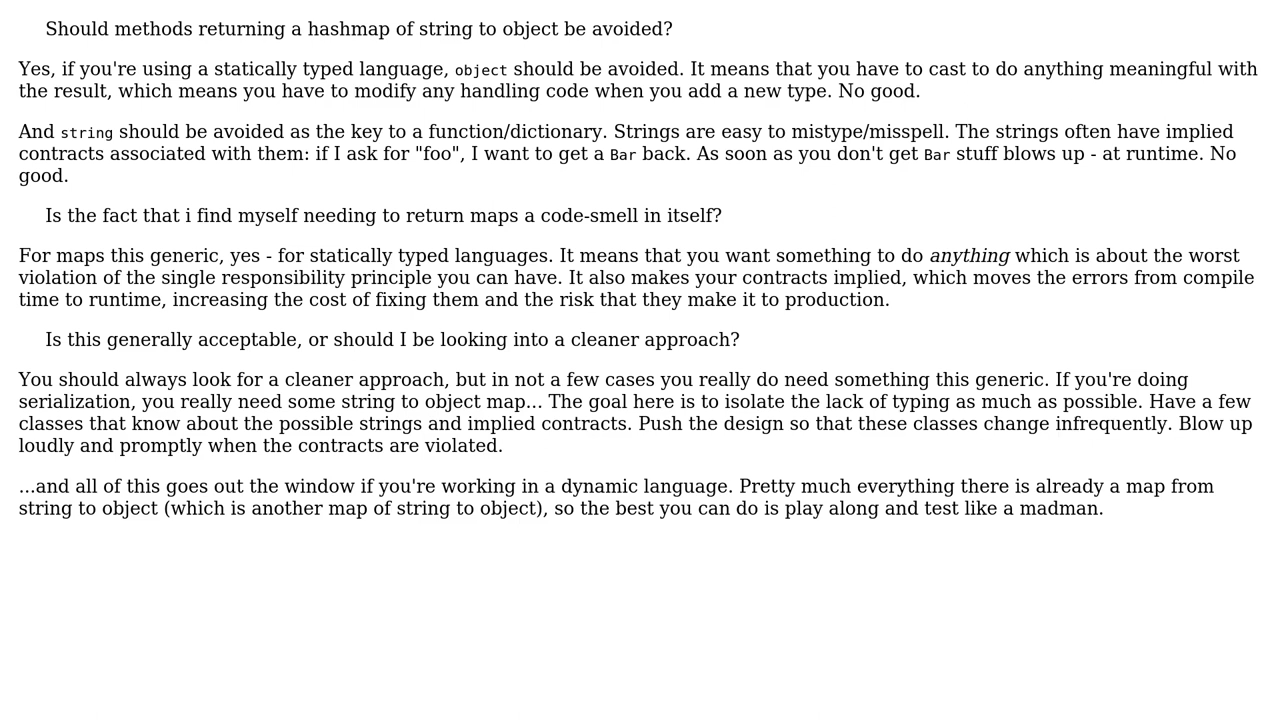 Should methods returning a hashmap of string to object be avoided?
Yes, if you're using a statically typed language, object should be avoided. It means that you have to cast to do anything meaningful with
the result, which means you have to modify any handling code when you add a new type. No good.
And string should be avoided as the key to a function/dictionary. Strings are easy to mistype/misspell. The strings often have implied
contracts associated with them: if I ask for "foo", I want to get a Bar back. As soon as you don't get Bar stuff blows up - at runtime. No
good.
Is the fact that i find myself needing to return maps a code-smell in itself?
For maps this generic, yes - for statically typed languages. It means that you want something to do anything which is about the worst
violation of the single responsibility principle you can have. It also makes your contracts implied, which moves the errors from compile
time to runtime, increasing the cost of fixing them and the risk that they make it to production.
Is this generally acceptable, or should I be looking into a cleaner approach?
You should always look for a cleaner approach, but in not a few cases you really do need something this generic. If you're doing
serialization, you really need some string to object map... The goal here is to isolate the lack of typing as much as possible. Have a few
classes that know about the possible strings and implied contracts. Push the design so that these classes change infrequently. Blow up
loudly and promptly when the contracts are violated.
...and all of this goes out the window if you're working in a dynamic language. Pretty much everything there is already a map from
string to object (which is another map of string to object), so the best you can do is play along and test like a madman.